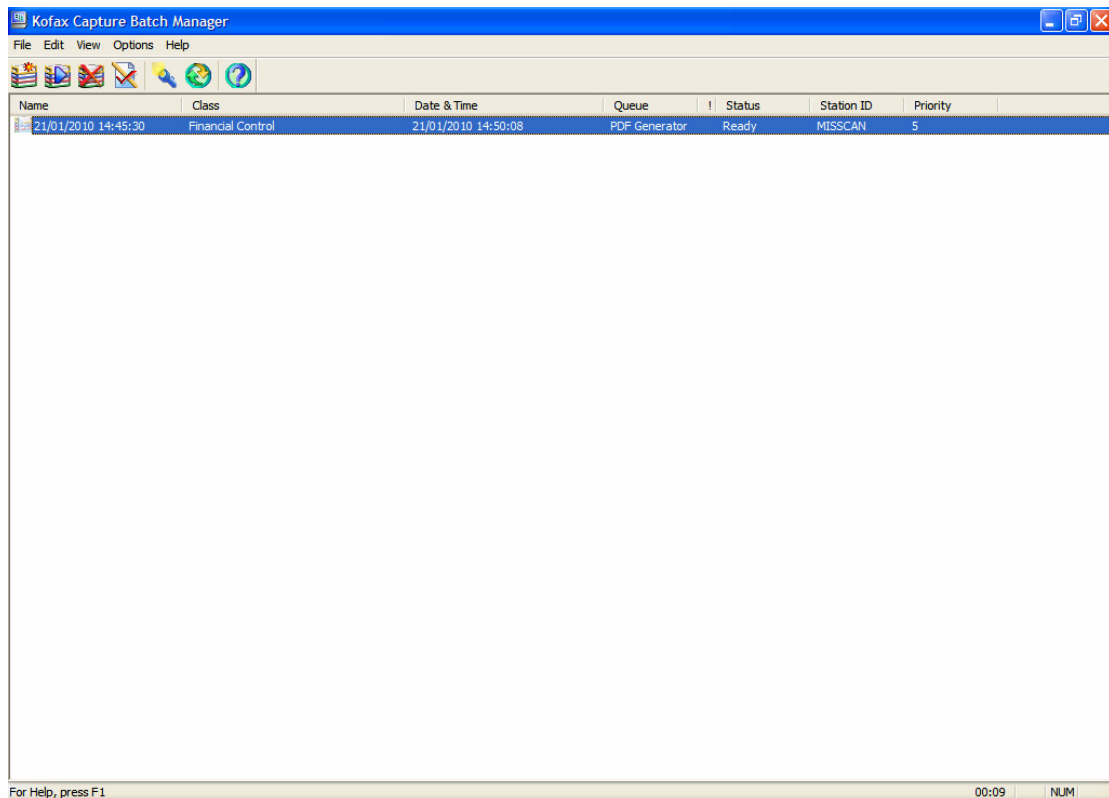 Kofax Capture Batch Manager
File Edit View Options Help
Name Class Date & Time Queue ! Status Station ID Priority
21/01/2010 14:45:30 Financial Control 21/01/2010 14:50:08 PDF Generator Ready MISSCAN 5
For Help, press F1 00:09 NUM